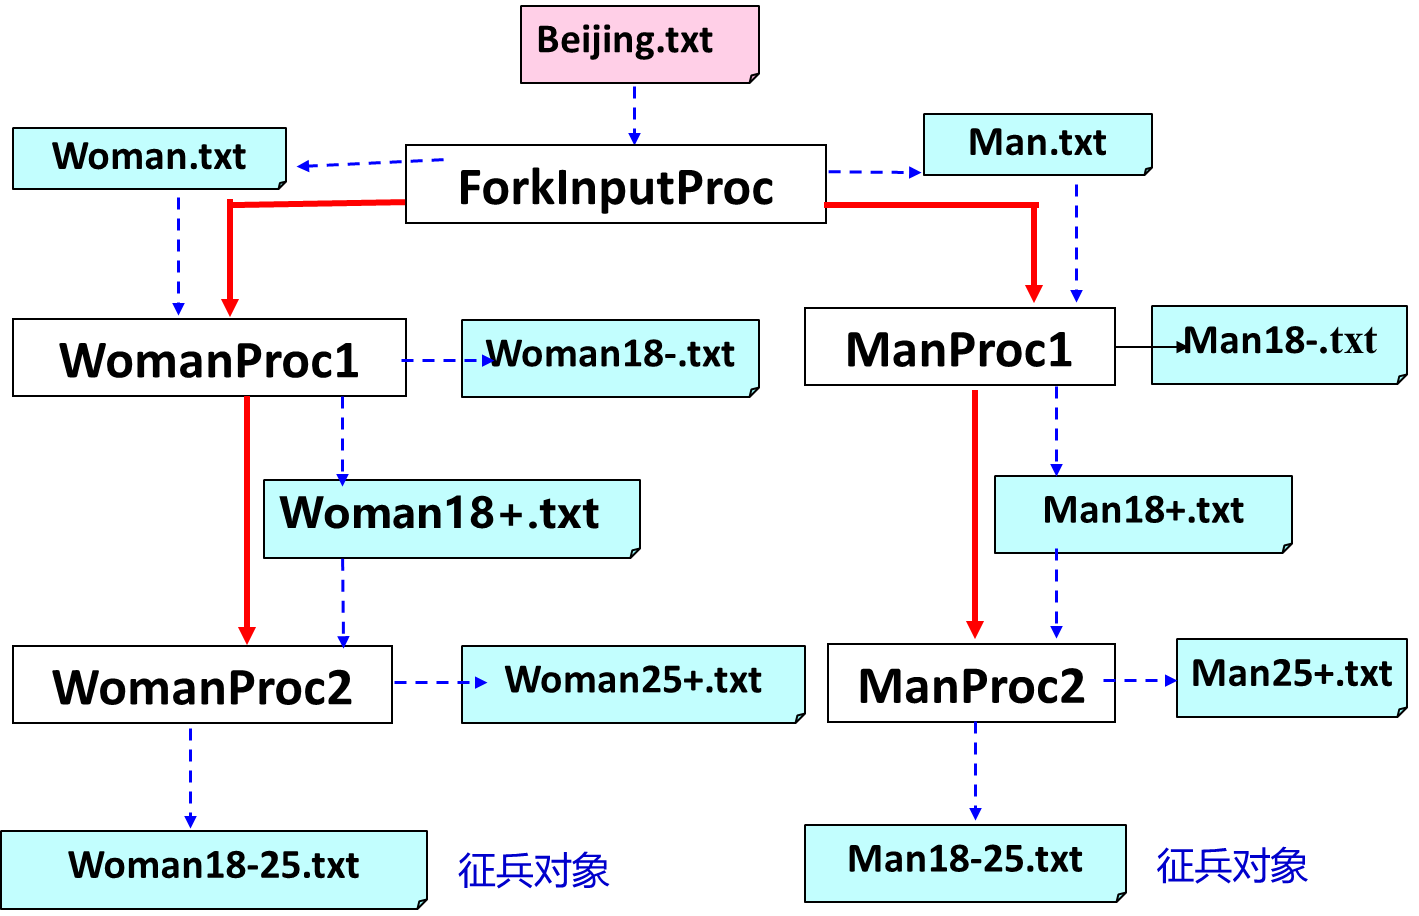 Beijing.txt
Woman.txt
Man.txt
ForkInputProc
WomanProc1
Woman18-.txt
ManProc1
Man18-.txt
Woman18+.txt
Man18+.txt
WomanProc2
Woman25+.txt
ManProc2
Man25+.txt
Woman18-25.txt
征兵对象
Man18-25.txt
征兵对象